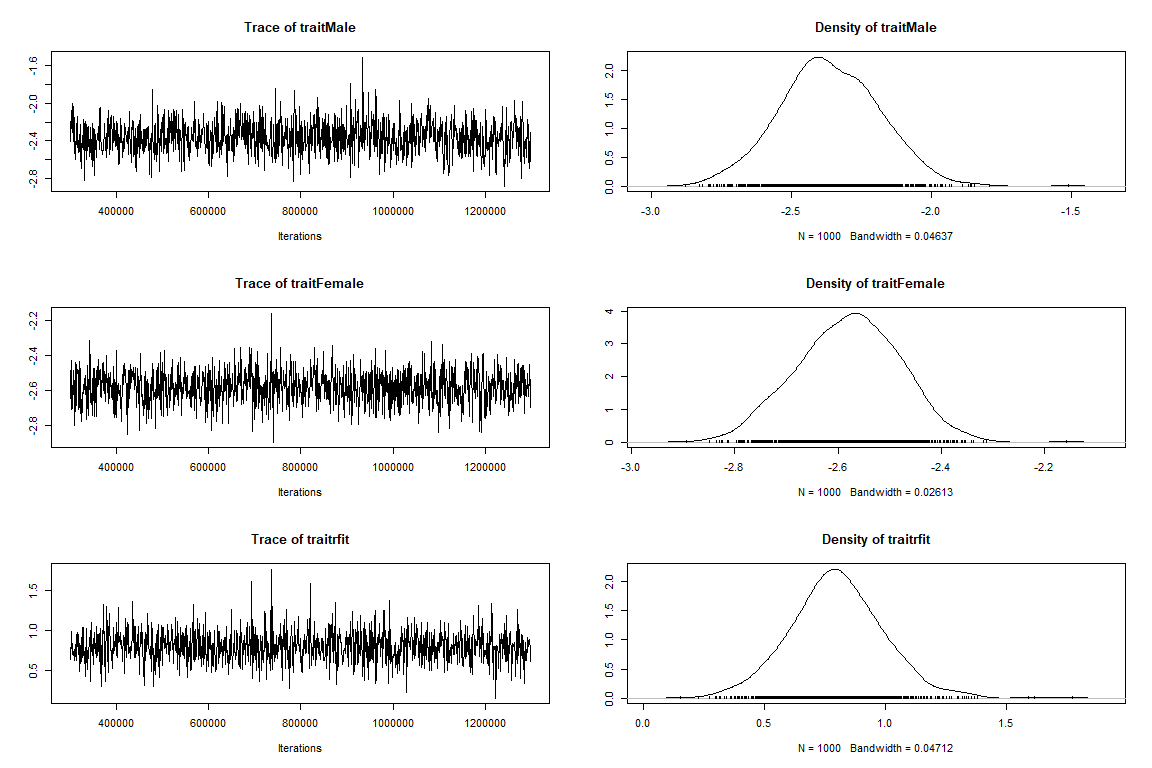 Trace of traitMale
-1.6
-2.0
-2.4
-2.8
400000 600000 800000 1000000 1200000
Iterations
Density of traitMale
2.0
1.5
1.0
0.5
0.0
-3.0 -2.5 -2.0 -1.5
N = 1000 Bandwidth = 0.04637
Trace of traitFemale
-2.2
-2.4
-2.6
-2.8
400000 600000 800000 1000000 1200000
Iterations
Density of traitFemale
4
3
2
1
0
-3.0 -2.8 -2.6 -2.4 -2.2
N = 1000 Bandwidth = 0.02613
Trace of traitrfit
1.5
1.0
0.5
400000 600000 800000 1000000 1200000
Iterations
Density of traitrfit
2.0
1.5
1.0
0.5
0.0
0.0 0.5 1.0 1.5
N = 1000 Bandwidth = 0.04712